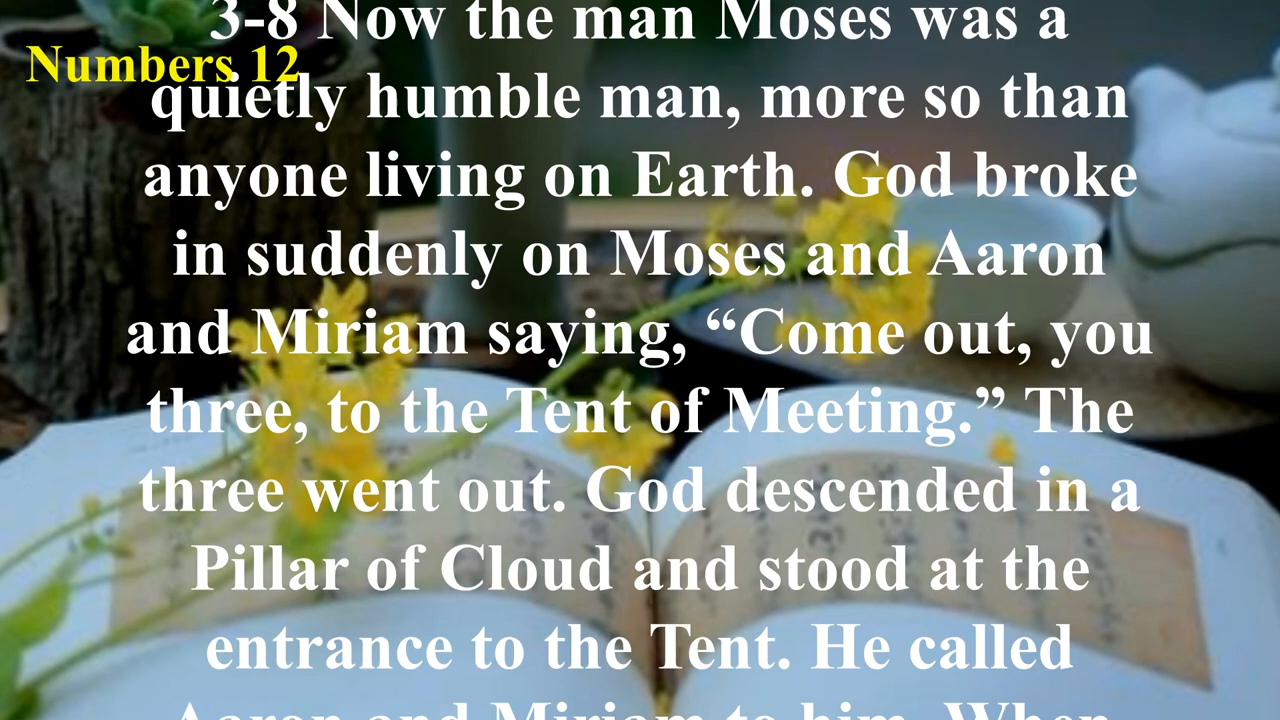 3-8 Now the man Moses was a
Numbers 12
quietly humble man, more so than
anyone living on Earth. God broke
in suddenly on Moses and Aaron
and Miriam saying, “Come out, you
three, to the Tent of Meeting.” The
three went out. God descended in a
Pillar of Cloud and stood at the
entrance to the Tent. He called
Aaron and Miriam to him. When